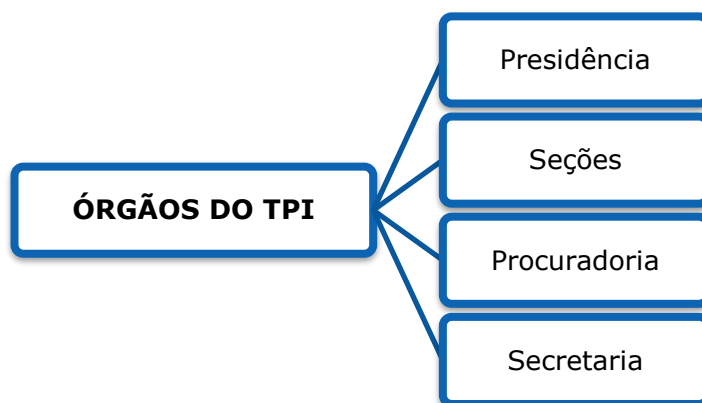 Presidência
Seções
ÓRGÃOS DO TPI
Procuradoria
Secretaria